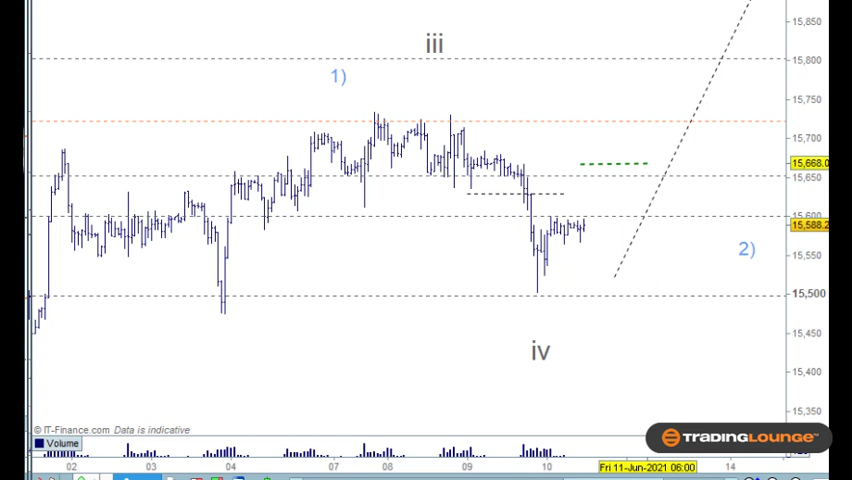 15,850
iii
15,800
1)
15,750
15,700
15,668.0
15,650
15,600
15,588.2
2)
15,550
15,500
iv
15,450
15,400
15,350
© IT-Finance.com Data is indicative
Volume
TRADINGLOUNGE™
02 03 04 07 08 09 10 Fri 11-Jun-2021 06:00 14